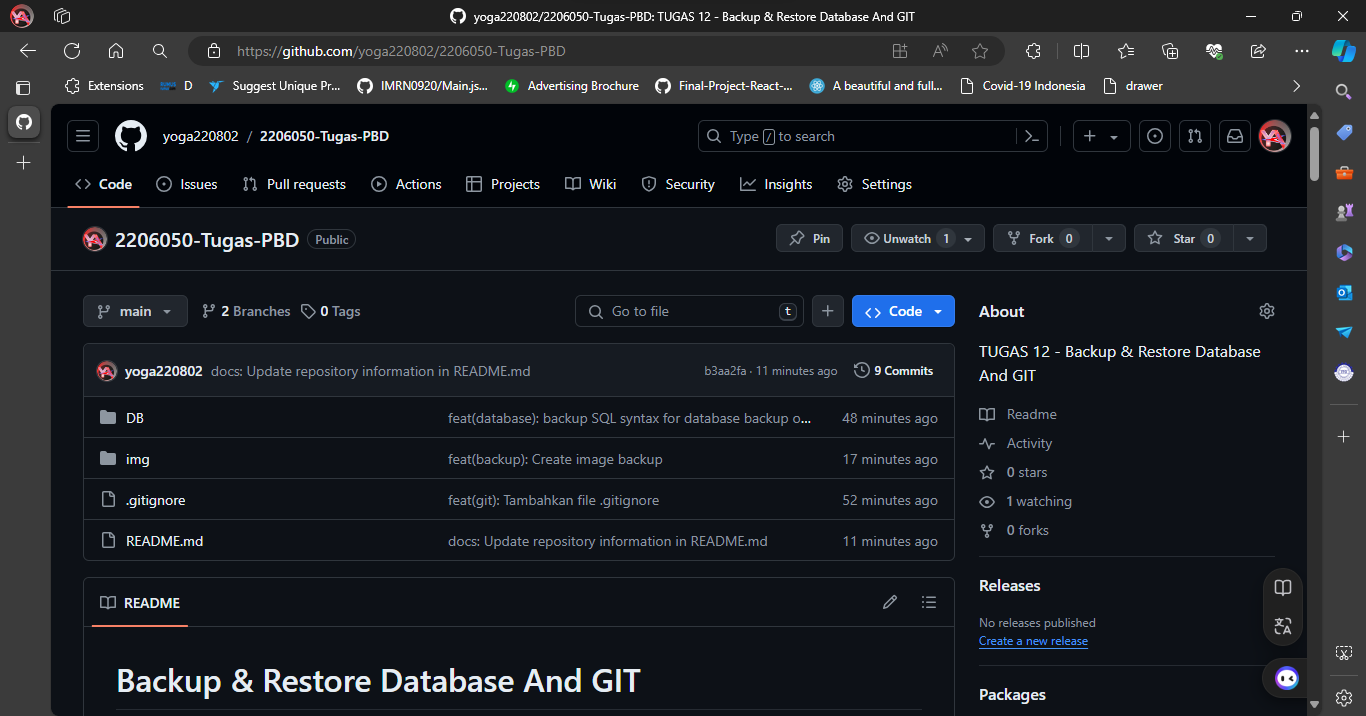 yoga220802/2206050-Tugas-PBD: TUGAS 12 - Backup & Restore Database And GIT
https://github.com/yoga220802/2206050-Tugas-PBD
Extensions D Suggest Unique Pr... IMRN0920/Main.js... Advertising Brochure Final-Project-React-... A beautiful and full... Covid-19 Indonesia drawer
yoga220802 / 2206050-Tugas-PBD Type / to search
Code Issues Pull requests Actions Projects Wiki Security Insights Settings
2206050-Tugas-PBD Public Pin Unwatch 1 Fork 0 Star 0
main 2 Branches 0 Tags Go to file t Code
yoga220802 docs: Update repository information in README.md b3aa2fa · 11 minutes ago 9 Commits
DB feat(database): backup SQL syntax for database backup o... 48 minutes ago
img feat(backup): Create image backup 17 minutes ago
.gitignore feat(git): Tambahkan file .gitignore 52 minutes ago
README.md docs: Update repository information in README.md 11 minutes ago
README
Backup & Restore Database And GIT
About
TUGAS 12 - Backup & Restore Database
And GIT
Readme
Activity
0 stars
1 watching
0 forks
Releases
No releases published
Create a new release
Packages